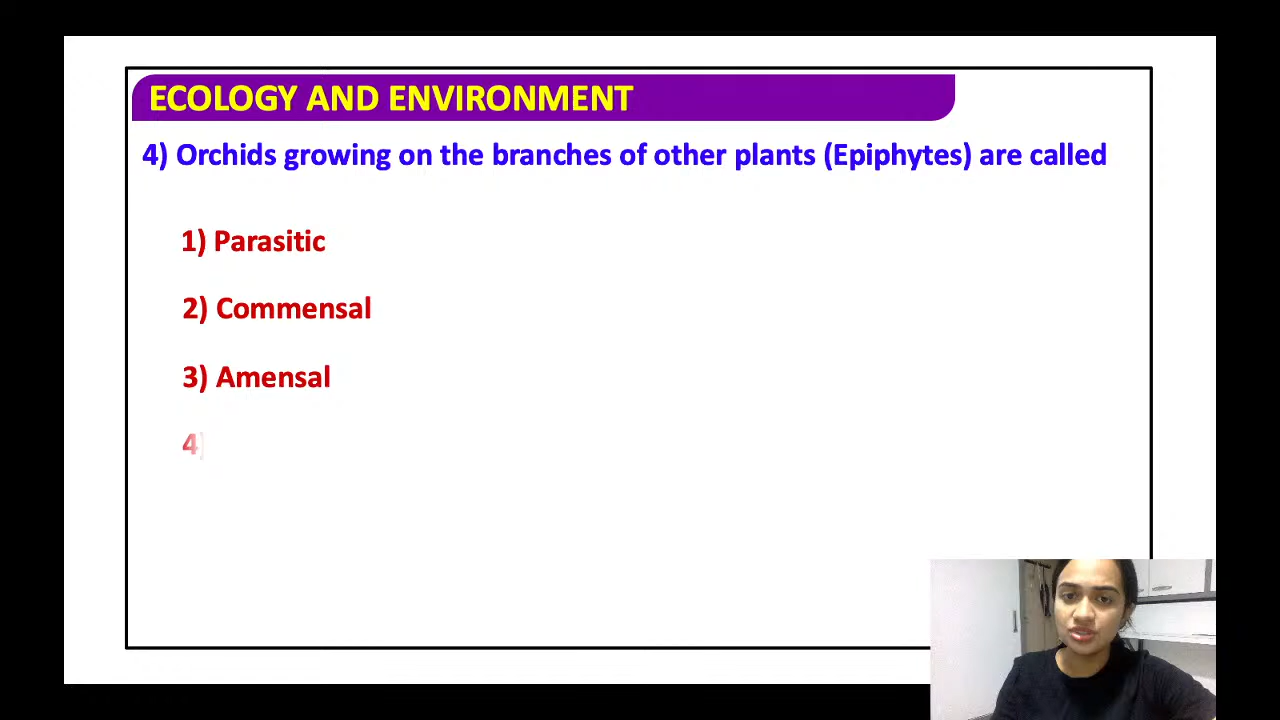 ECOLOGY AND ENVIRONMENT
4) Orchids growing on the branches of other plants (Epiphytes) are called
1) Parasitic
2) Commensal
3) Amensal
4)